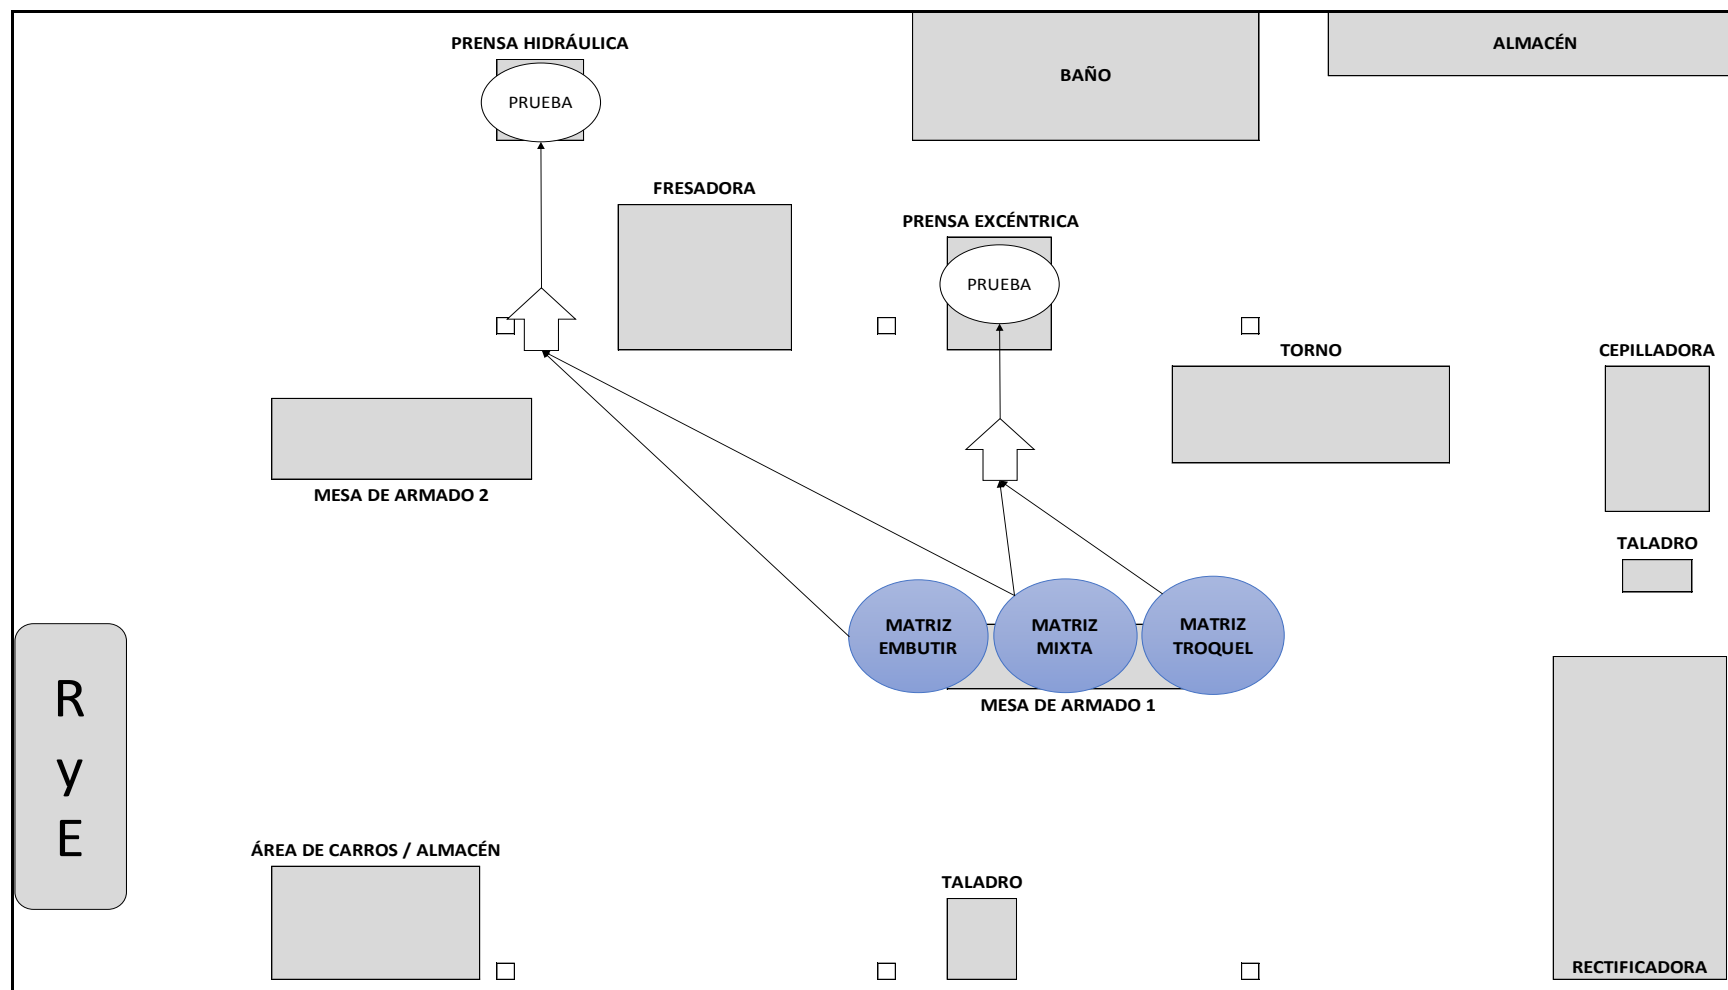 PRENSA HIDRÁULICA
PRUEBA
BAÑO
ALMACÉN
FRESADORA
PRENSA EXCÉNTRICA
PRUEBA
TORNO
CEPILLADORA
MESA DE ARMADO 2
TALADRO
MATRIZ
EMBUTIR
MATRIZ
MIXTA
MATRIZ
TROQUEL
MESA DE ARMADO 1
R
y
E
ÁREA DE CARROS / ALMACÉN
TALADRO
RECTIFICADORA